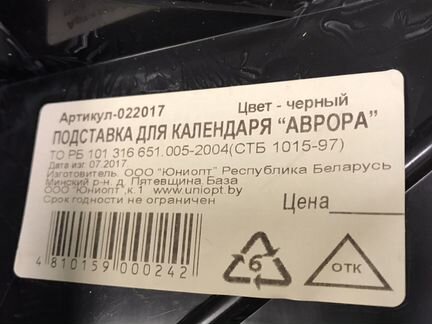 Артикул-022017 Цвет - черный
ПОДСТАВКА ДЛЯ КАЛЕНДАРЯ “АВРОРА”
ТО РБ 101 316 651.005-2004(СТБ 1015-97)
Дата изг. 07.2017
Изготовитель: ООО "Юниопт" Республика Беларусь
Минский р-н, д. Пятевщина, База
ООО "Юниопт", к.1 www.uniopt.by
Срок годности не ограничен Цена
4 810159 000242
6
ОТК